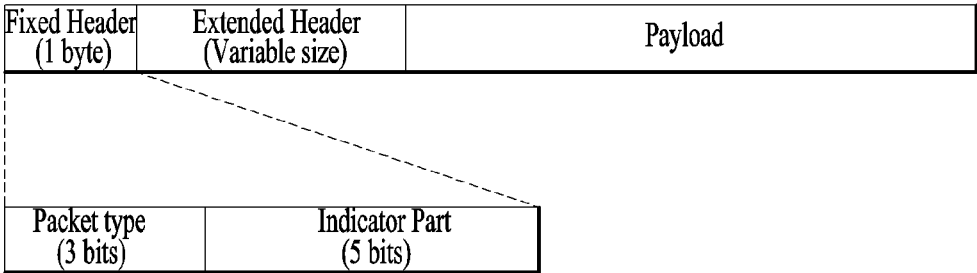 Fixed Header
(1 byte)
Extended Header
(Variable size)
Payload
Packet type
(3 bits)
Indicator Part
(5 bits)